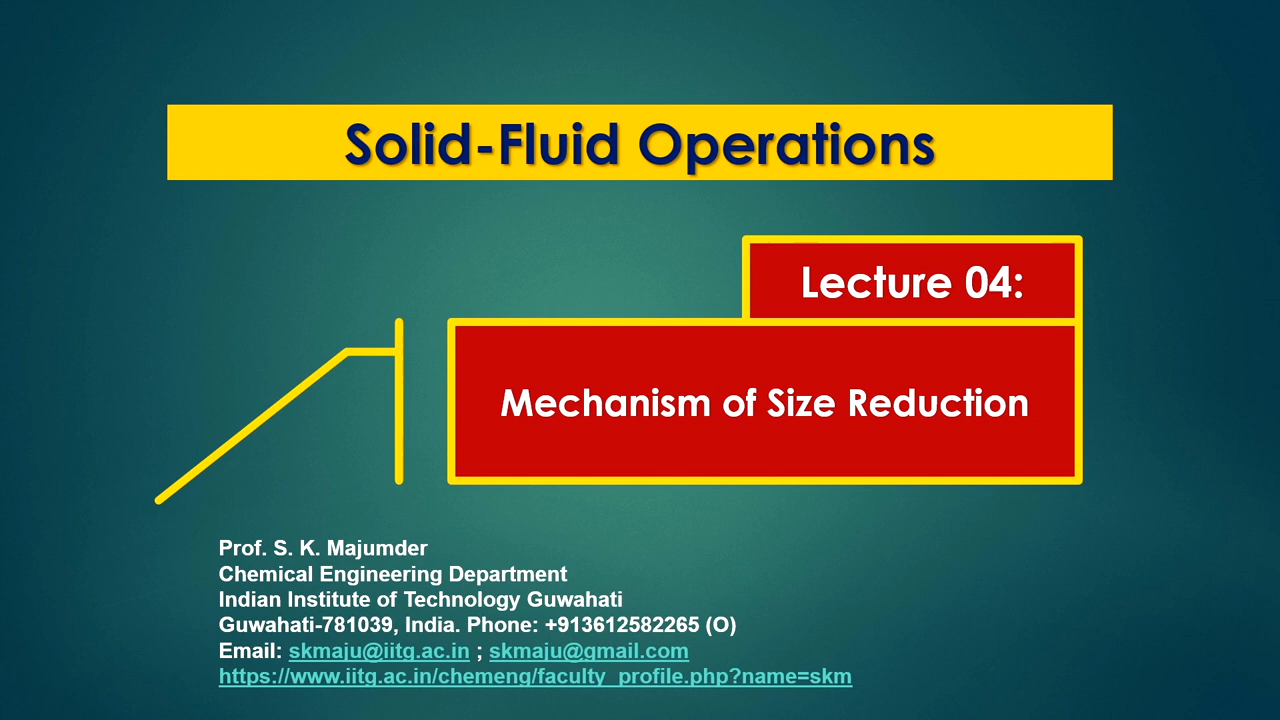 Solid-Fluid Operations
Lecture 04:
Mechanism of Size Reduction
Prof. S. K. Majumder
Chemical Engineering Department
Indian Institute of Technology Guwahati
Guwahati-781039, India. Phone: +913612582265 (O)
Email: skmaju@iitg.ac.in ; skmaju@gmail.com
https://www.iitg.ac.in/chemeng/faculty_profile.php?name=skm